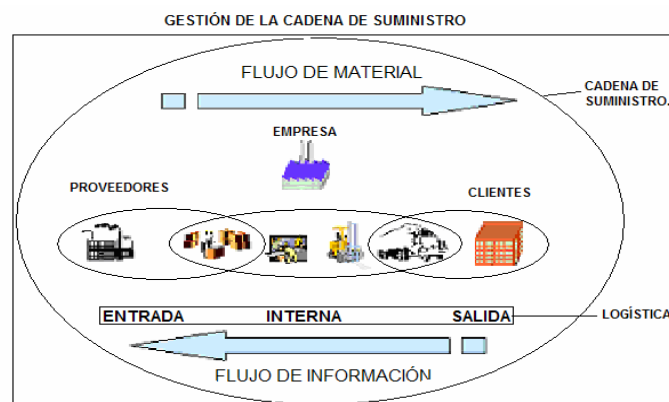 GESTIÓN DE LA CADENA DE SUMINISTRO
FLUJO DE MATERIAL
CADENA DE
SUMINISTRO.
EMPRESA
PROVEEDORES
CLIENTES
ENTRADA INTERNA SALIDA
LOGÍSTICA
FLUJO DE INFORMACIÓN